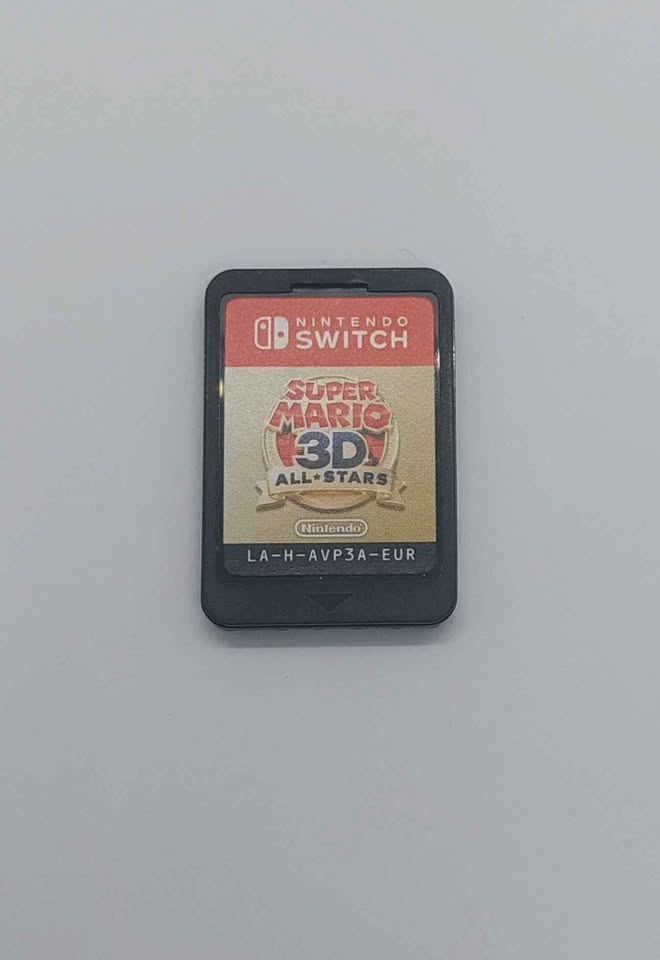 NINTENDO
SWITCH
SUPER
MARIO
3D
ALL★STARS
Nintendo
LA-H-AVP3A-EUR